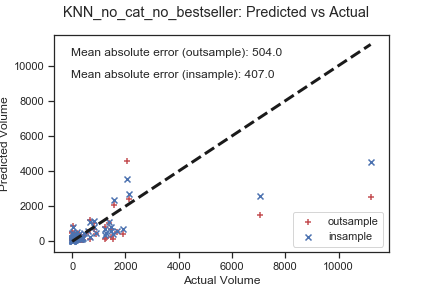 KNN_no_cat_no_bestseller: Predicted vs Actual
Mean absolute error (outsample): 504.0
Mean absolute error (insample): 407.0
10000
8000
6000
4000
2000
0
Predicted Volume
0 2000 4000 6000 8000 10000
Actual Volume
outsample
insample